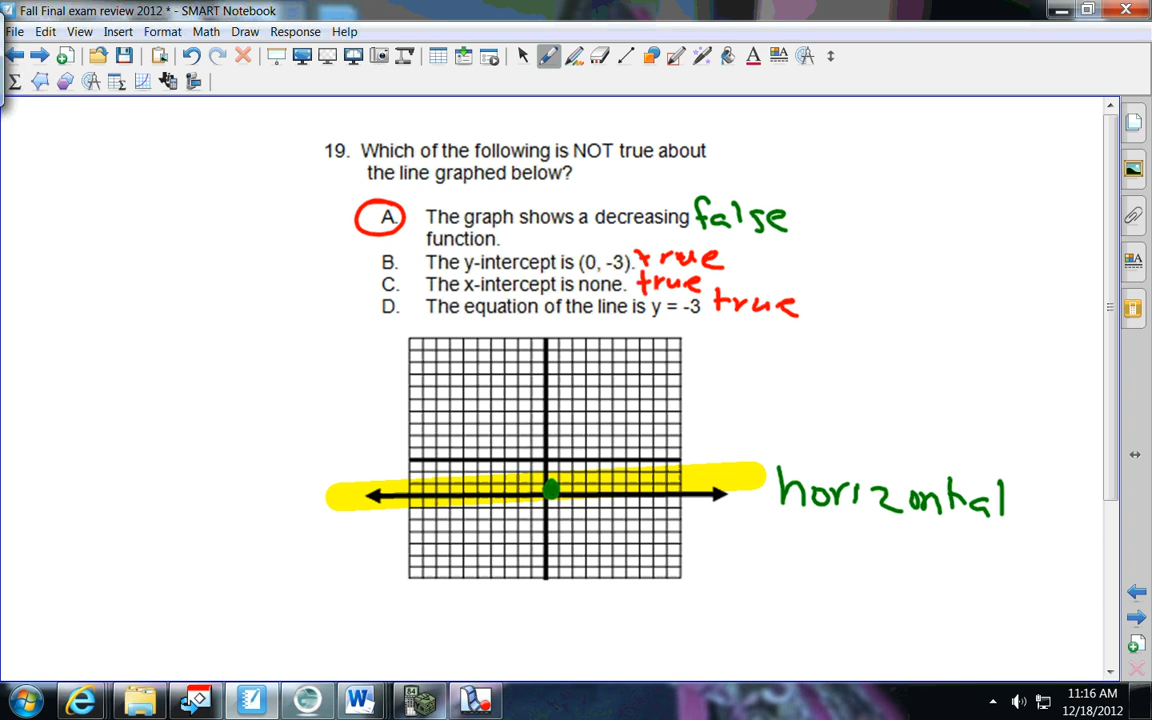 Fall Final exam review 2012 * - SMART Notebook
File Edit View Insert Format Math Draw Response Help
19. Which of the following is NOT true about
the line graphed below?
A. The graph shows a decreasing false
function.
B. The y-intercept is (0, -3). true
C. The x-intercept is none. true
D. The equation of the line is y = -3 true
horizontal
11:16 AM
12/18/2012